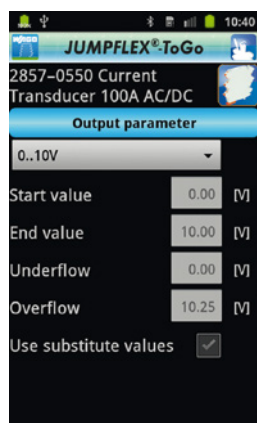 10:40
WAGO
JUMPFLEX®-ToGo
2857–0550 Current
Transducer 100A AC/DC
Output parameter
0..10V
Start value 0.00 [V]
End value 10.00 [V]
Underflow 0.00 [V]
Overflow 10.25 [V]
Use substitute values